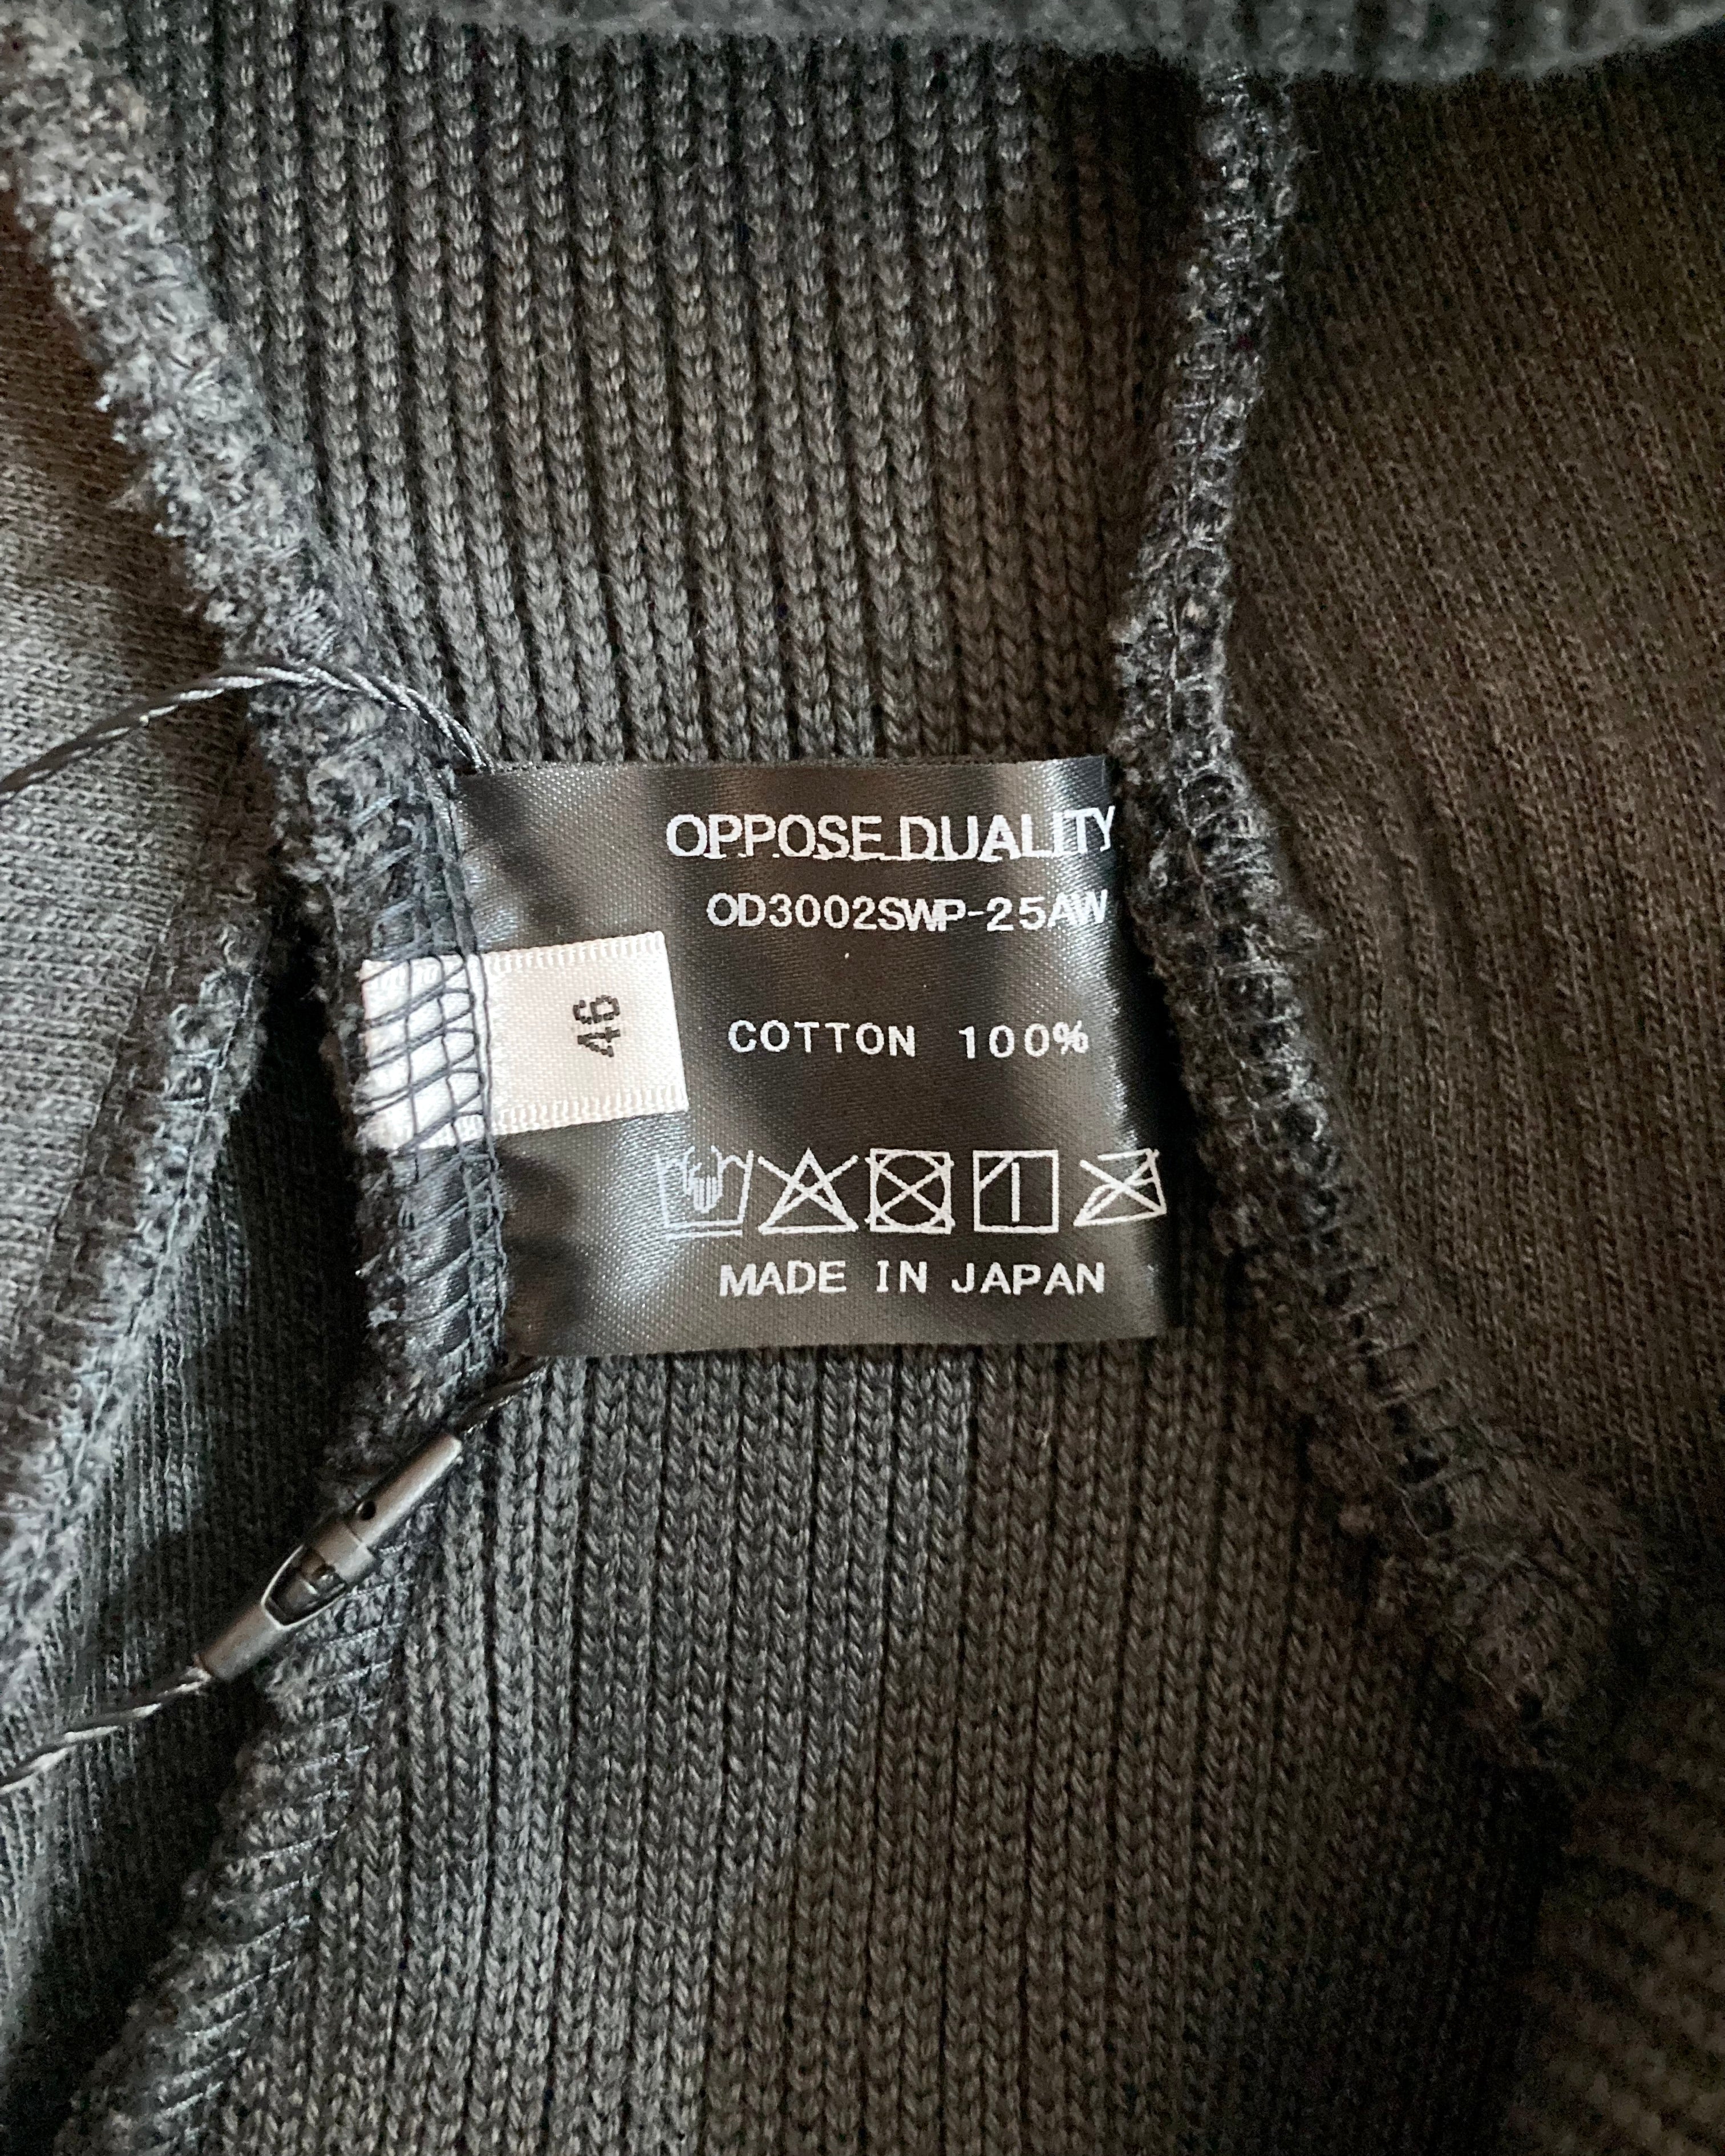 OPPOSE.DUALITY
OD3002SWP-25AW
46
COTTON 100%
MADE IN JAPAN